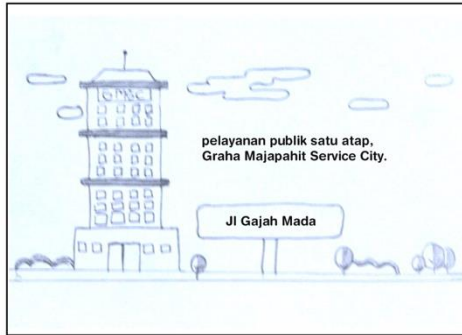 GMSC
pelayanan publik satu atap,
Graha Majapahit Service City.
Jl Gajah Mada